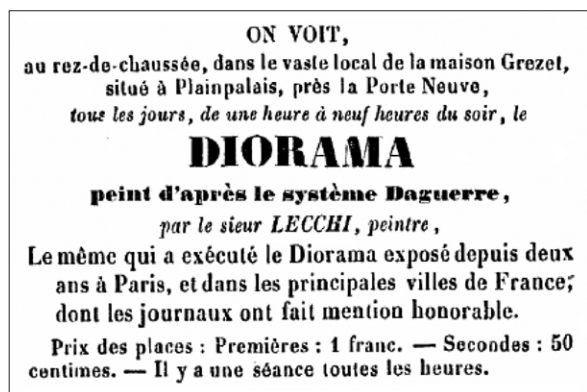 ON VOIT,
au rez-de-chaussée, dans le vaste local de la maison Grezet,
situé à Plainpalais, près la Porte Neuve,
tous les jours, de une heure à neuf heures du soir, le
DIORAMA
peint d'après le système Daguerre,
par le sieur LECCHI, peintre,
Le même qui a exécuté le Diorama exposé depuis deux
ans à Paris, et dans les principales villes de France;
dont les journaux ont fait mention honorable.
Prix des places : Premières : 1 franc. — Secondes : 50
centimes. — Il y a une séance toutes les heures.